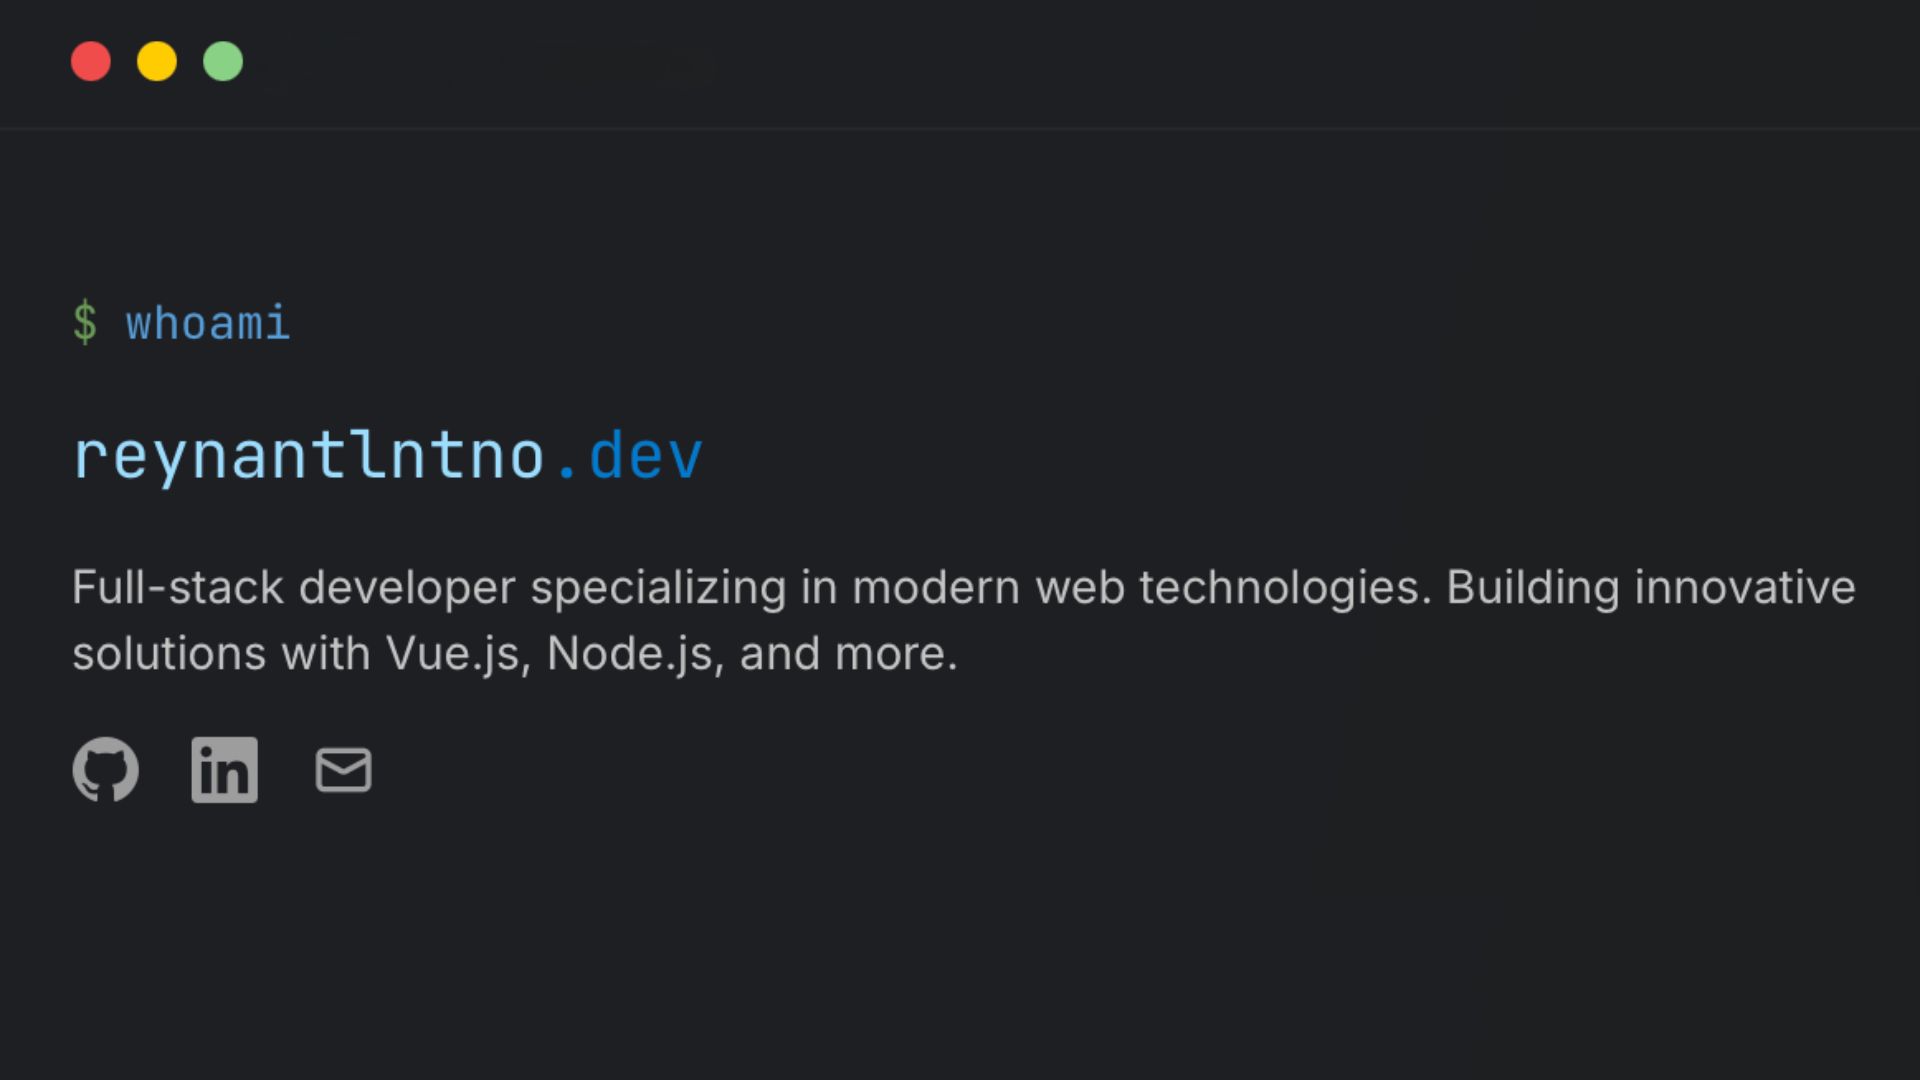 $ whoami
reynantlntno.dev
Full-stack developer specializing in modern web technologies. Building innovative
solutions with Vue.js, Node.js, and more.
in